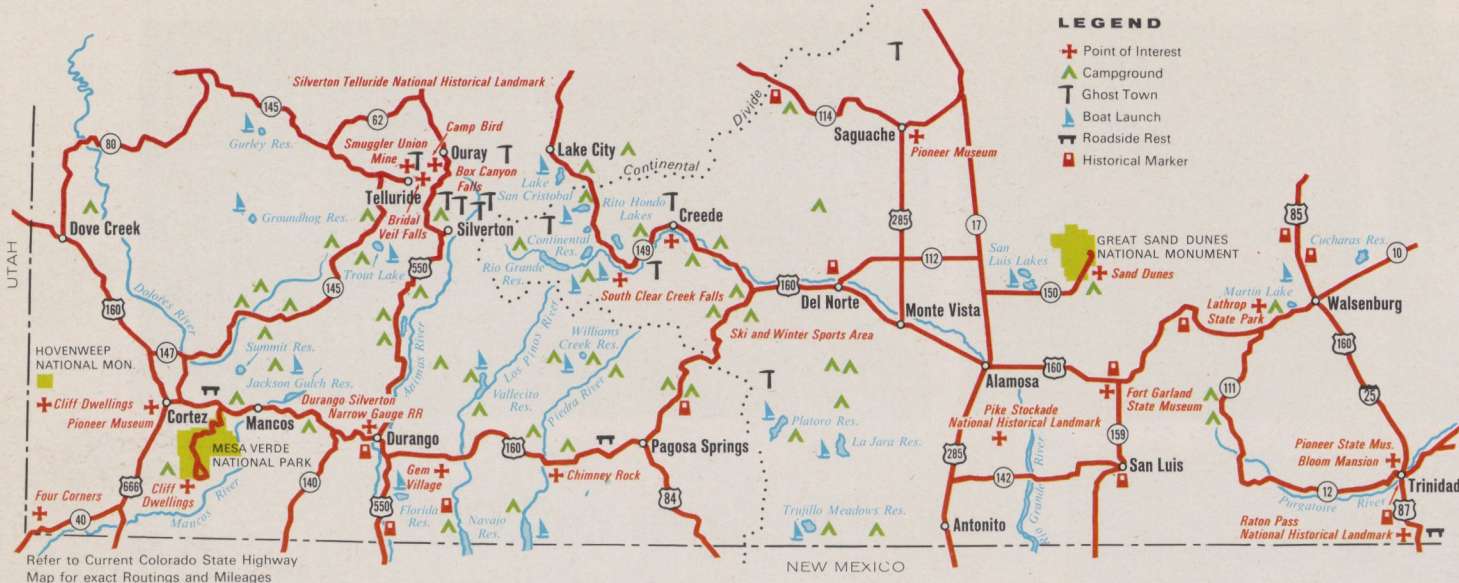 LEGEND
Point of Interest
Campground
Ghost Town
Boat Launch
Roadside Rest
Historical Marker
Silverton Telluride National Historical Landmark
145
62
80
Gurley Res.
Smuggler Union
Mine
Camp Bird
Ouray
Box Canyon
Falls
Telluride
Bridal
Veil Falls
Silverton
Groundhog Res.
Trout Lake
Dove Creek
UTAH
160
145
Dolores River
550
Animas River
147
Summit Res.
Jackson Gulch Res.
HOVENWEEP
NATIONAL MON.
Cliff Dwellings
Pioneer Museum
Cortez
Mancos
Durango Silverton
Narrow Gauge RR
Durango
MESA VERDE
NATIONAL PARK
Cliff
Dwellings
Mancos River
666
Four Corners
40
140
550
Gem
Village
Florida
Res.
Navajo
Res.
160
Chimney Rock
Pagosa Springs
84
Los Pinos River
Vallecito
Res.
Piedra River
Williams
Creek Res.
Lake City
Lake
San Cristobal
Rito Hondo
Lakes
Creede
Continental
Res.
Rio Grande
Res.
149
South Clear Creek Falls
Continental
Divide
114
Saguache
Pioneer Museum
285
17
112
160
Del Norte
Monte Vista
Ski and Winter Sports Area
San
Luis Lakes
GREAT SAND DUNES
NATIONAL MONUMENT
Sand Dunes
150
Alamosa
160
Platoro Res.
La Jara Res.
Trujillo Meadows Res.
Pike Stockade
National Historical Landmark
285
142
Antonito
Rio Grande
River
159
San Luis
Fort Garland
State Museum
85
Cucharas Res.
10
Martin Lake
Lathrop
State Park
Walsenburg
160
111
25
Pioneer State Mus.
Bloom Mansion
Trinidad
12
Purgatoire River
87
Raton Pass
National Historical Landmark
NEW MEXICO
Refer to Current Colorado State Highway
Map for exact Routings and Mileages